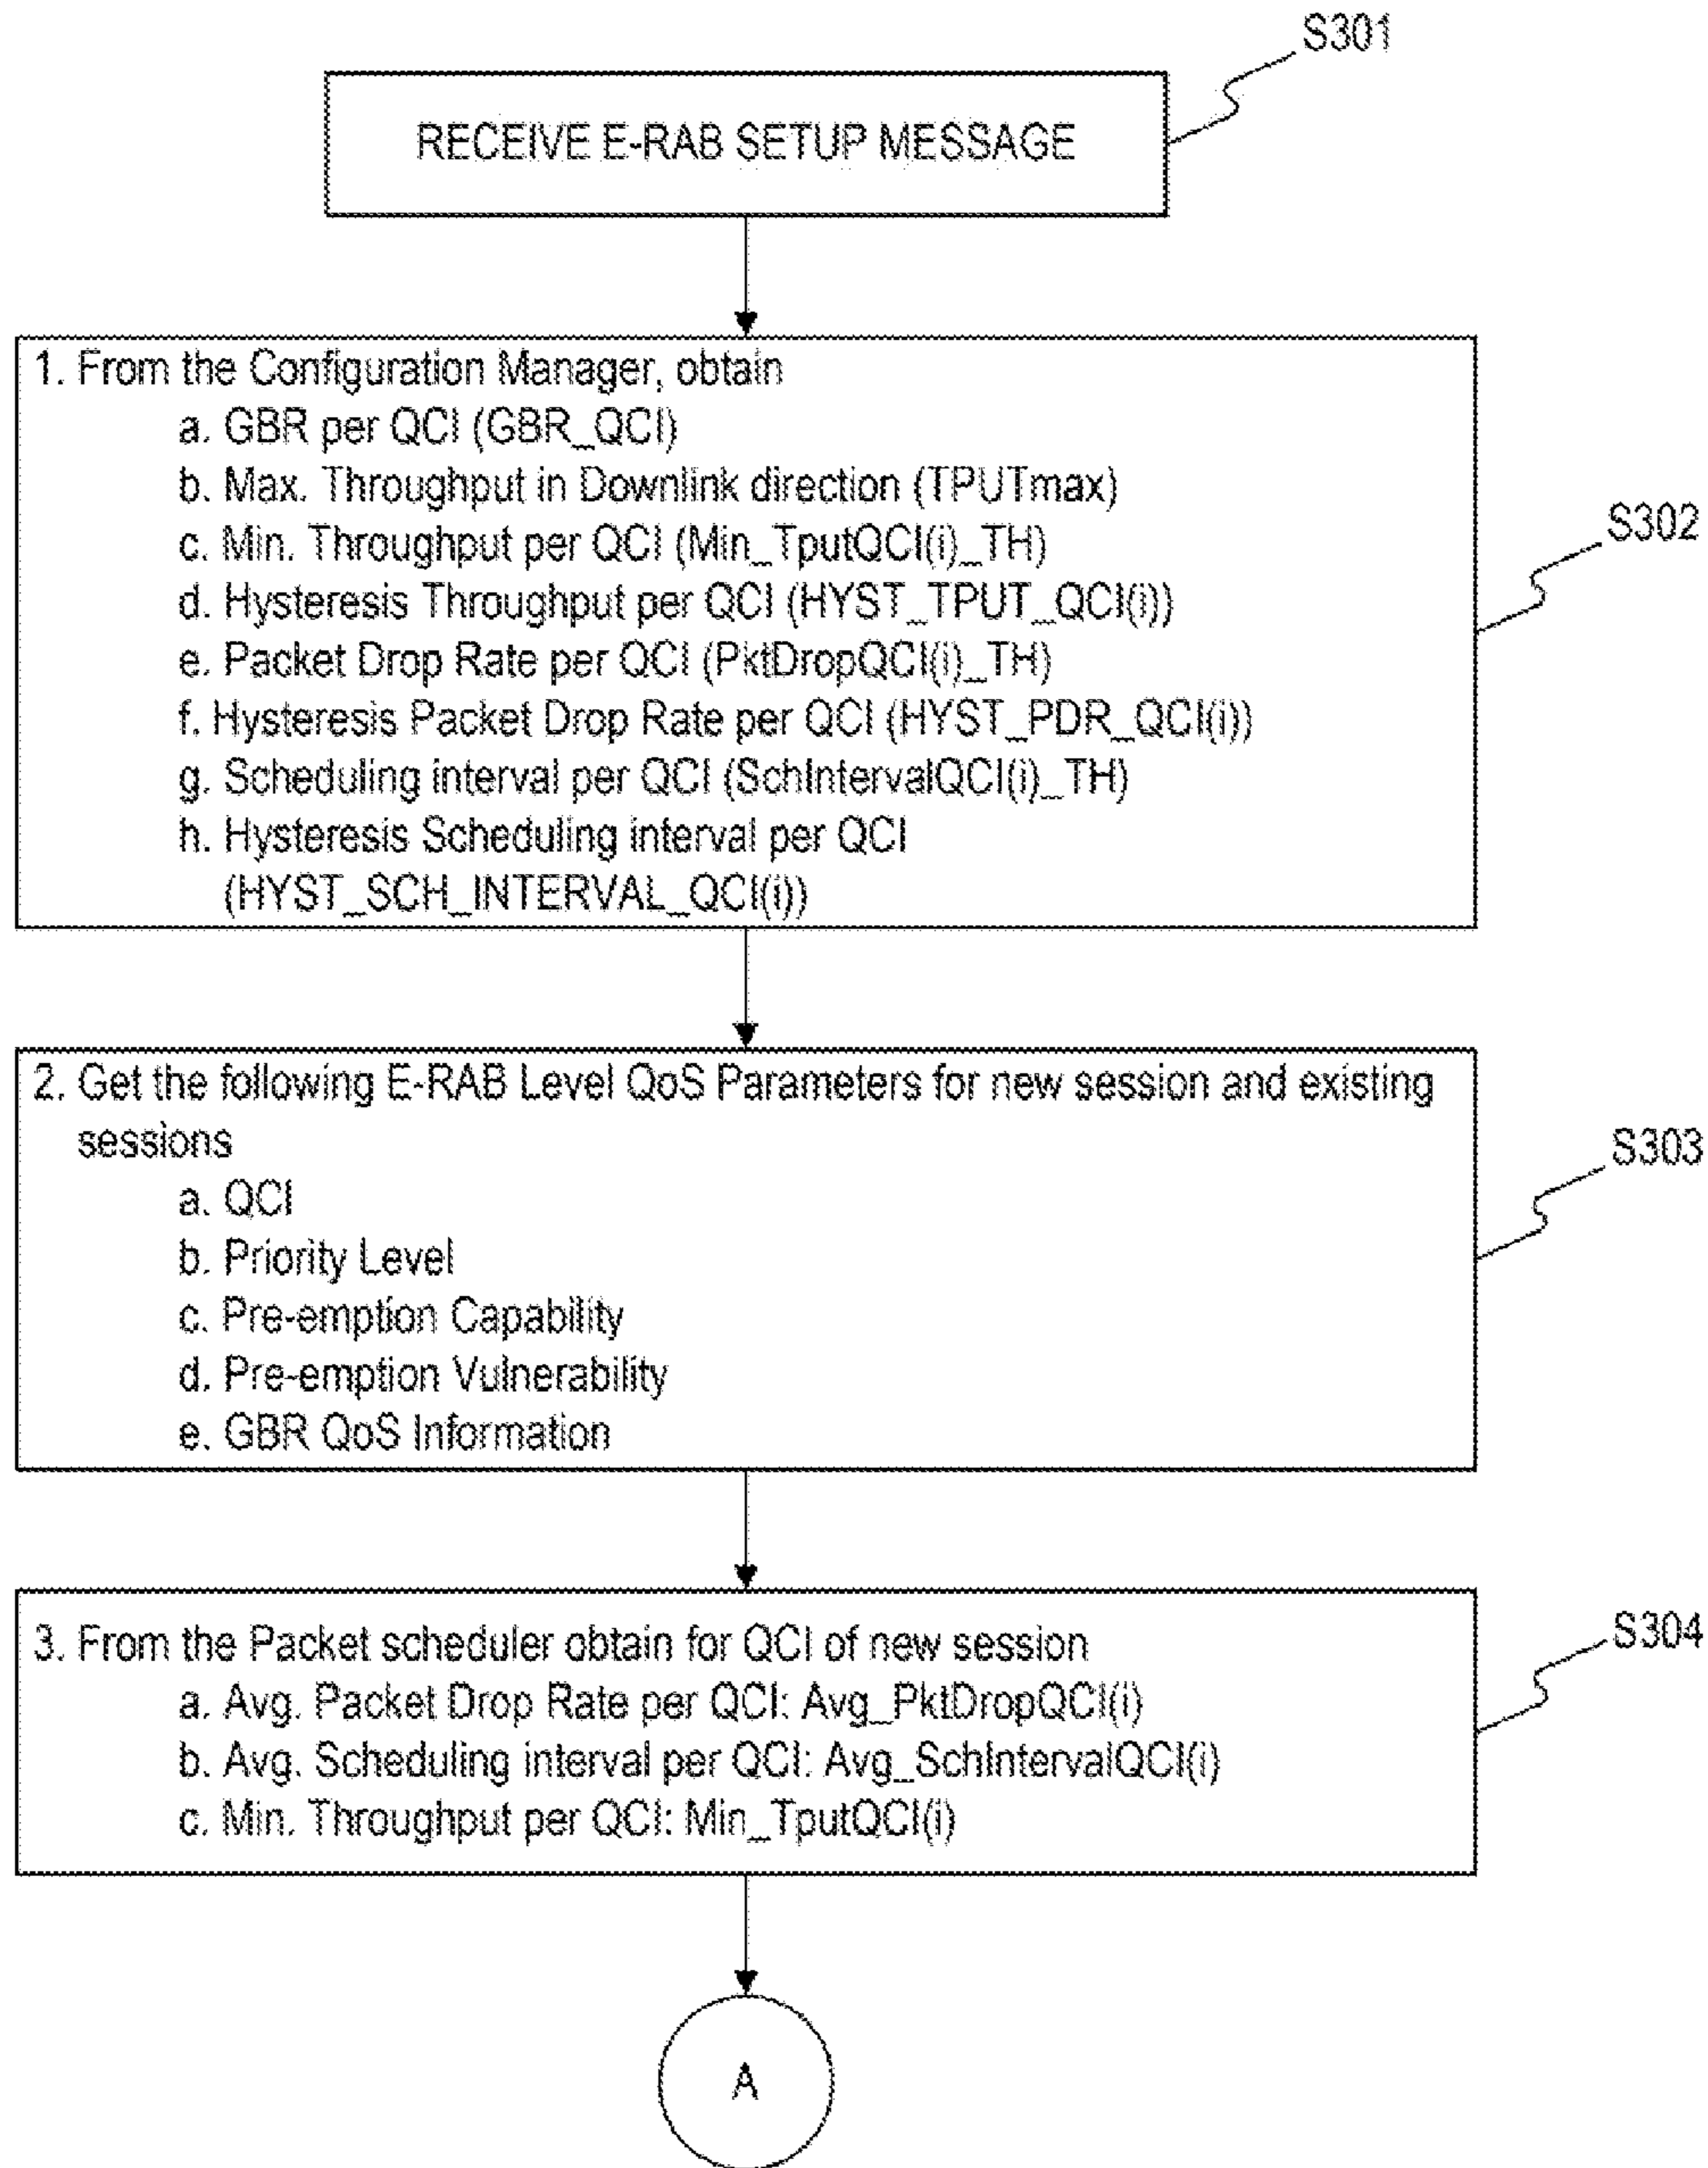 S301
RECEIVE E-RAB SETUP MESSAGE
1. From the Configuration Manager, obtain
a. GBR per QCI (GBR_QCI)
b. Max. Throughput in Downlink direction (TPUTmax)
c. Min. Throughput per QCI (Min_TputQCI(i)_TH)
d. Hysteresis Throughput per QCI (HYST_TPUT_QCI(i))
e. Packet Drop Rate per QCI (PktDropQCI(i)_TH)
f. Hysteresis Packet Drop Rate per QCI (HYST_PDR_QCI(i))
g. Scheduling interval per QCI (SchIntervalQCI(i)_TH)
h. Hysteresis Scheduling interval per QCI
(HYST_SCH_INTERVAL_QCI(i))
S302
2. Get the following E-RAB Level QoS Parameters for new session and existing
sessions
a. QCI
b. Priority Level
c. Pre-emption Capability
d. Pre-emption Vulnerability
e. GBR QoS Information
S303
3. From the Packet scheduler obtain for QCI of new session
a. Avg. Packet Drop Rate per QCI: Avg_PktDropQCI(i)
b. Avg. Scheduling interval per QCI: Avg_SchIntervalQCI(i)
c. Min. Throughput per QCI: Min_TputQCI(i)
S304
A